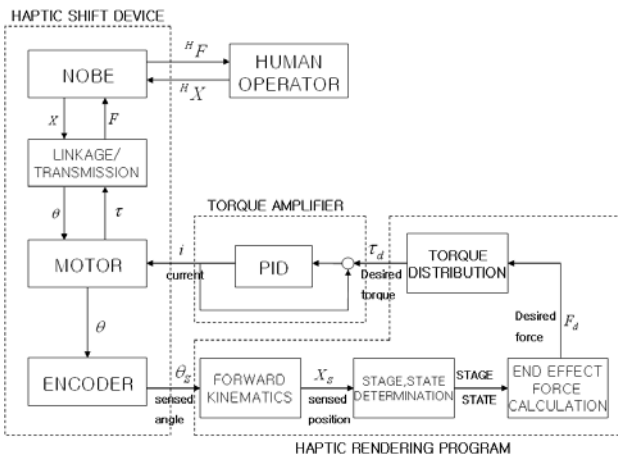 HAPTIC SHIFT DEVICE
NOBE
HF
HX
HUMAN
OPERATOR
X
F
LINKAGE/
TRANSMISSION
θ
τ
TORQUE AMPLIFIER
MOTOR
i
current
PID
τd
Desired
torque
TORQUE
DISTRIBUTION
θ
Desired
force
Fd
ENCODER
θS
sensed
angle
FORWARD
KINEMATICS
XS
sensed
position
STAGE,STATE
DETERMINATION
STAGE
STATE
END EFFECT
FORCE
CALCULATION
HAPTIC RENDERING PROGRAM